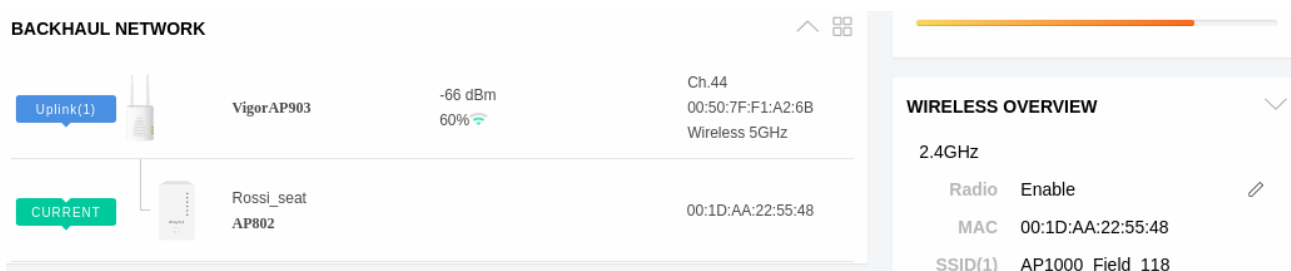 BACKHAUL NETWORK
Uplink(1)
VigorAP903
-66 dBm
60%
Ch.44
00:50:7F:F1:A2:6B
Wireless 5GHz
CURRENT
Rossi_seat
AP802
00:1D:AA:22:55:48
WIRELESS OVERVIEW
2.4GHz
Radio Enable
MAC 00:1D:AA:22:55:48
SSID(1) AP1000_Field_118